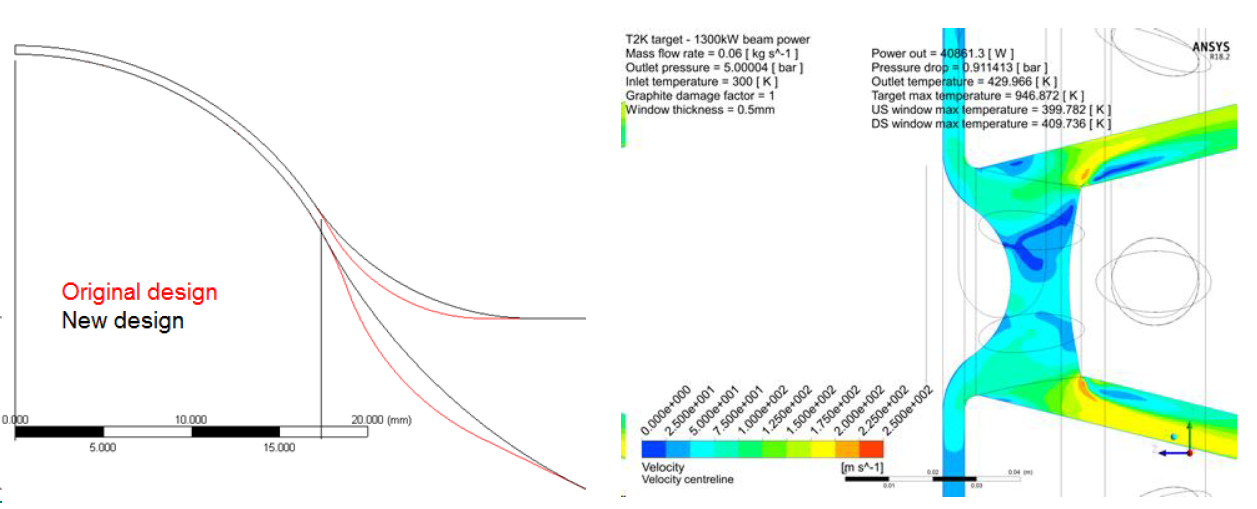 Original design
New design
0.000
10.000
20.000 (mm)
5.000
15.000
T2K target - 1300kW beam power
Mass flow rate = 0.06 [ kg s^-1 ]
Outlet pressure = 5.00004 [ bar ]
Inlet temperature = 300 [ K ]
Graphite damage factor = 1
Window thickness = 0.5mm
Power out = 40861.3 [ W ]
Pressure drop = 0.911413 [ bar ]
Outlet temperature = 429.966 [ K ]
Target max temperature = 946.872 [ K ]
US window max temperature = 399.782 [ K ]
DS window max temperature = 409.736 [ K ]
ANSYS
R18.2
0.000e+000
2.500e+001
5.000e+001
7.500e+001
1.000e+002
1.250e+002
1.500e+002
1.750e+002
2.000e+002
2.250e+002
2.500e+002
Velocity
[m s^-1]
Velocity centreline
0.02
0.04 (m)
0.01
0.03